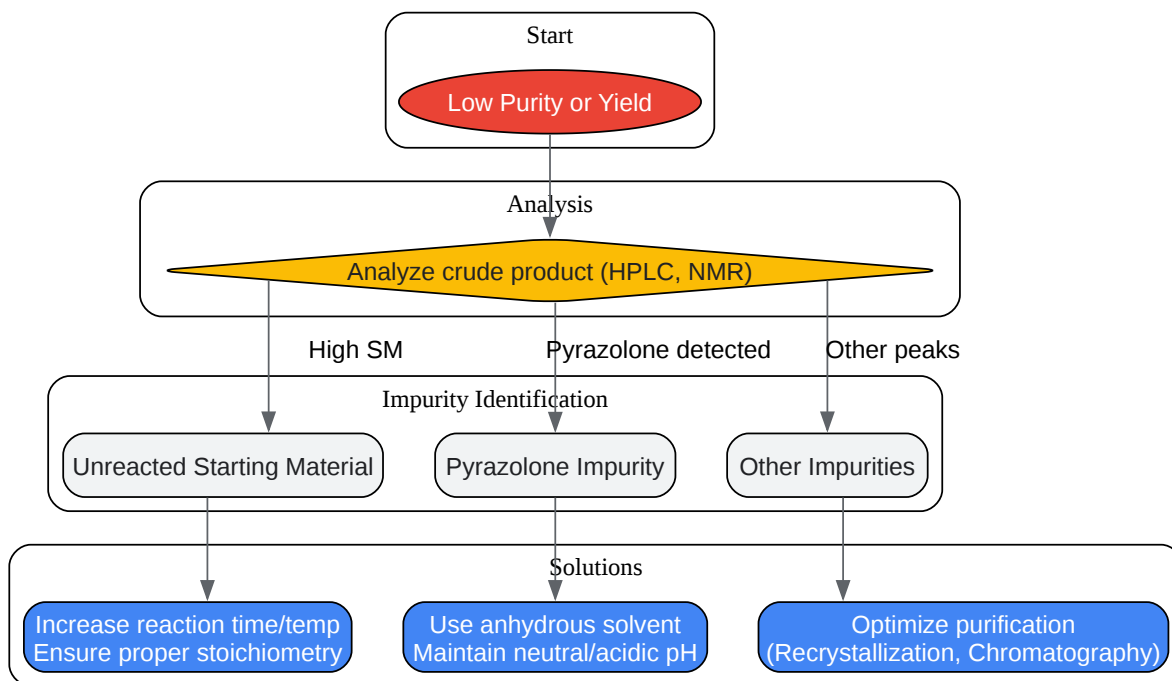 Start
Low Purity or Yield
Analysis
Analyze crude product (HPLC, NMR)
High SM
Pyrazolone detected
Other peaks
Impurity Identification
Unreacted Starting Material
Pyrazolone Impurity
Other Impurities
Solutions
Increase reaction time/temp
Ensure proper stoichiometry
Use anhydrous solvent
Maintain neutral/acidic pH
Optimize purification
(Recrystallization, Chromatography)